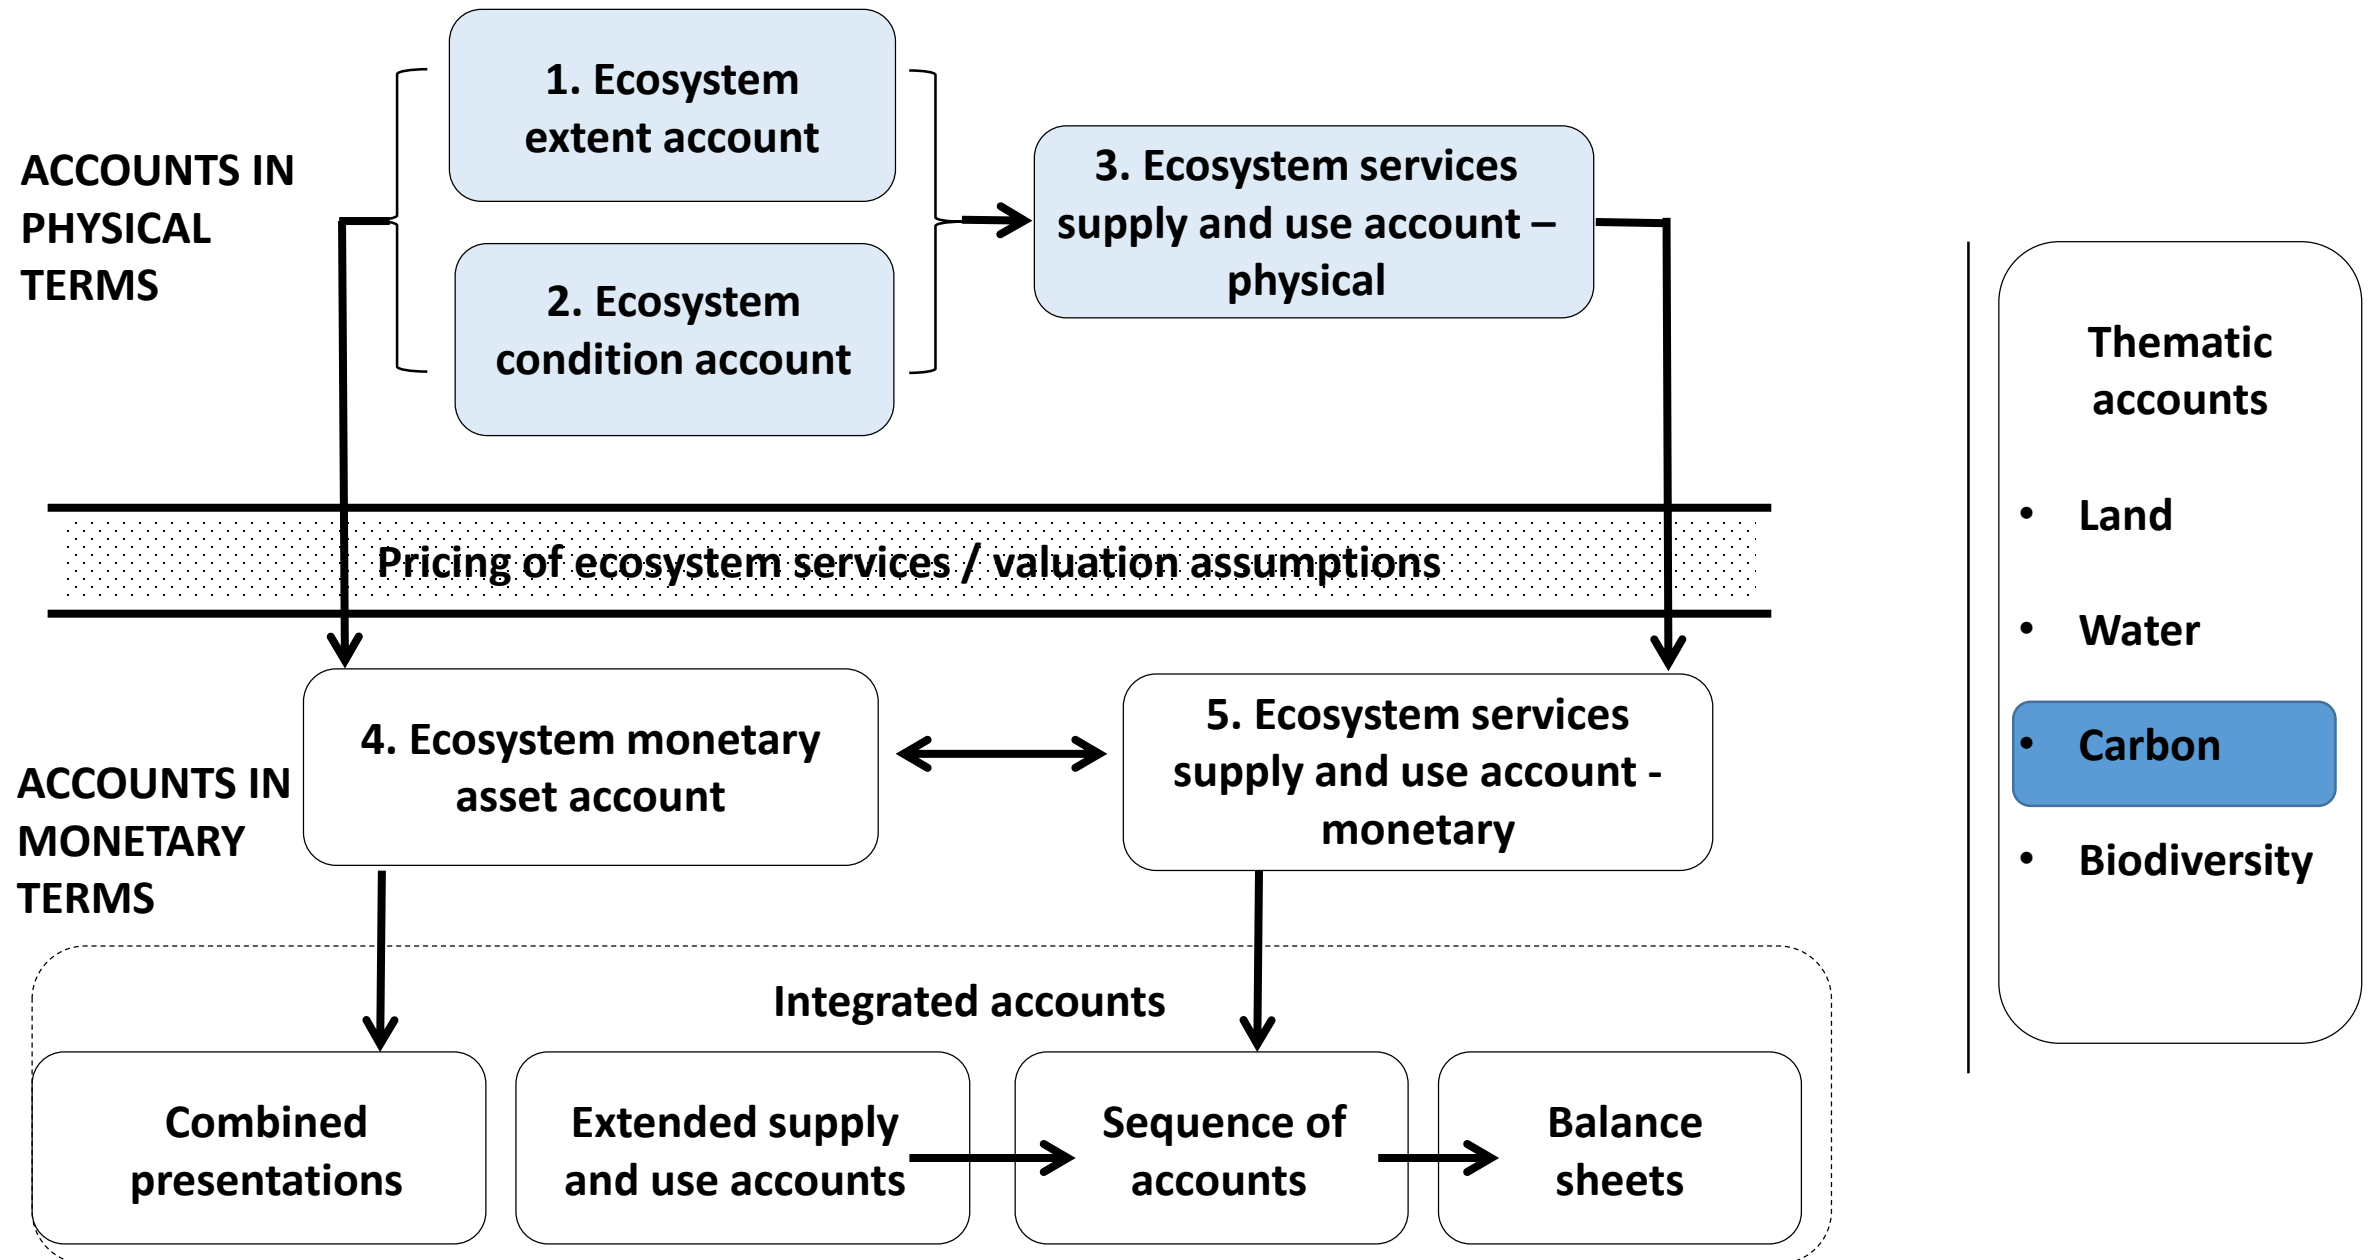 1. Ecosystem
extent account
ACCOUNTS IN
PHYSICAL
TERMS
2. Ecosystem
condition account
3. Ecosystem services
supply and use account –
physical
Pricing of ecosystem services / valuation assumptions
ACCOUNTS IN
MONETARY
TERMS
4. Ecosystem monetary
asset account
5. Ecosystem services
supply and use account -
monetary
Integrated accounts
Combined
presentations
Extended supply
and use accounts
Sequence of
accounts
Balance
sheets
Thematic
accounts
• Land
• Water
• Carbon
• Biodiversity